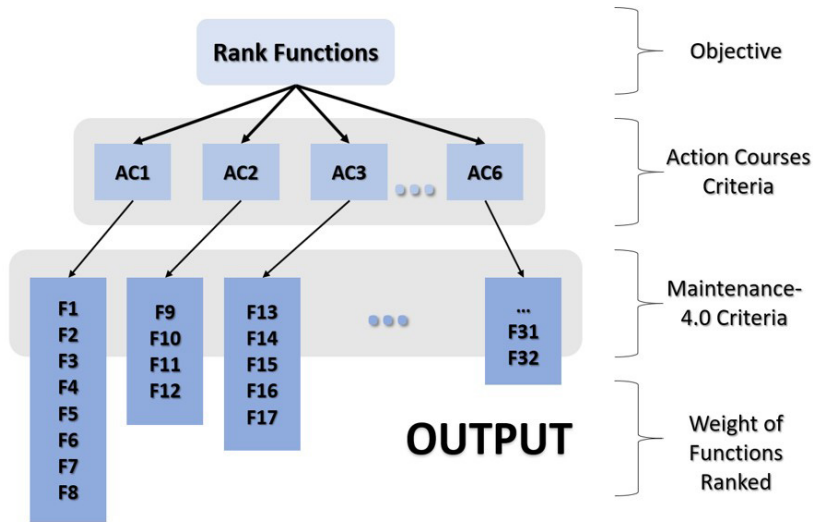 Rank Functions
Objective
AC1
AC2
AC3
...
AC6
Action Courses
Criteria
F1
F2
F3
F4
F5
F6
F7
F8
F9
F10
F11
F12
F13
F14
F15
F16
F17
...
...
F31
F32
Maintenance-
4.0 Criteria
OUTPUT
Weight of
Functions
Ranked